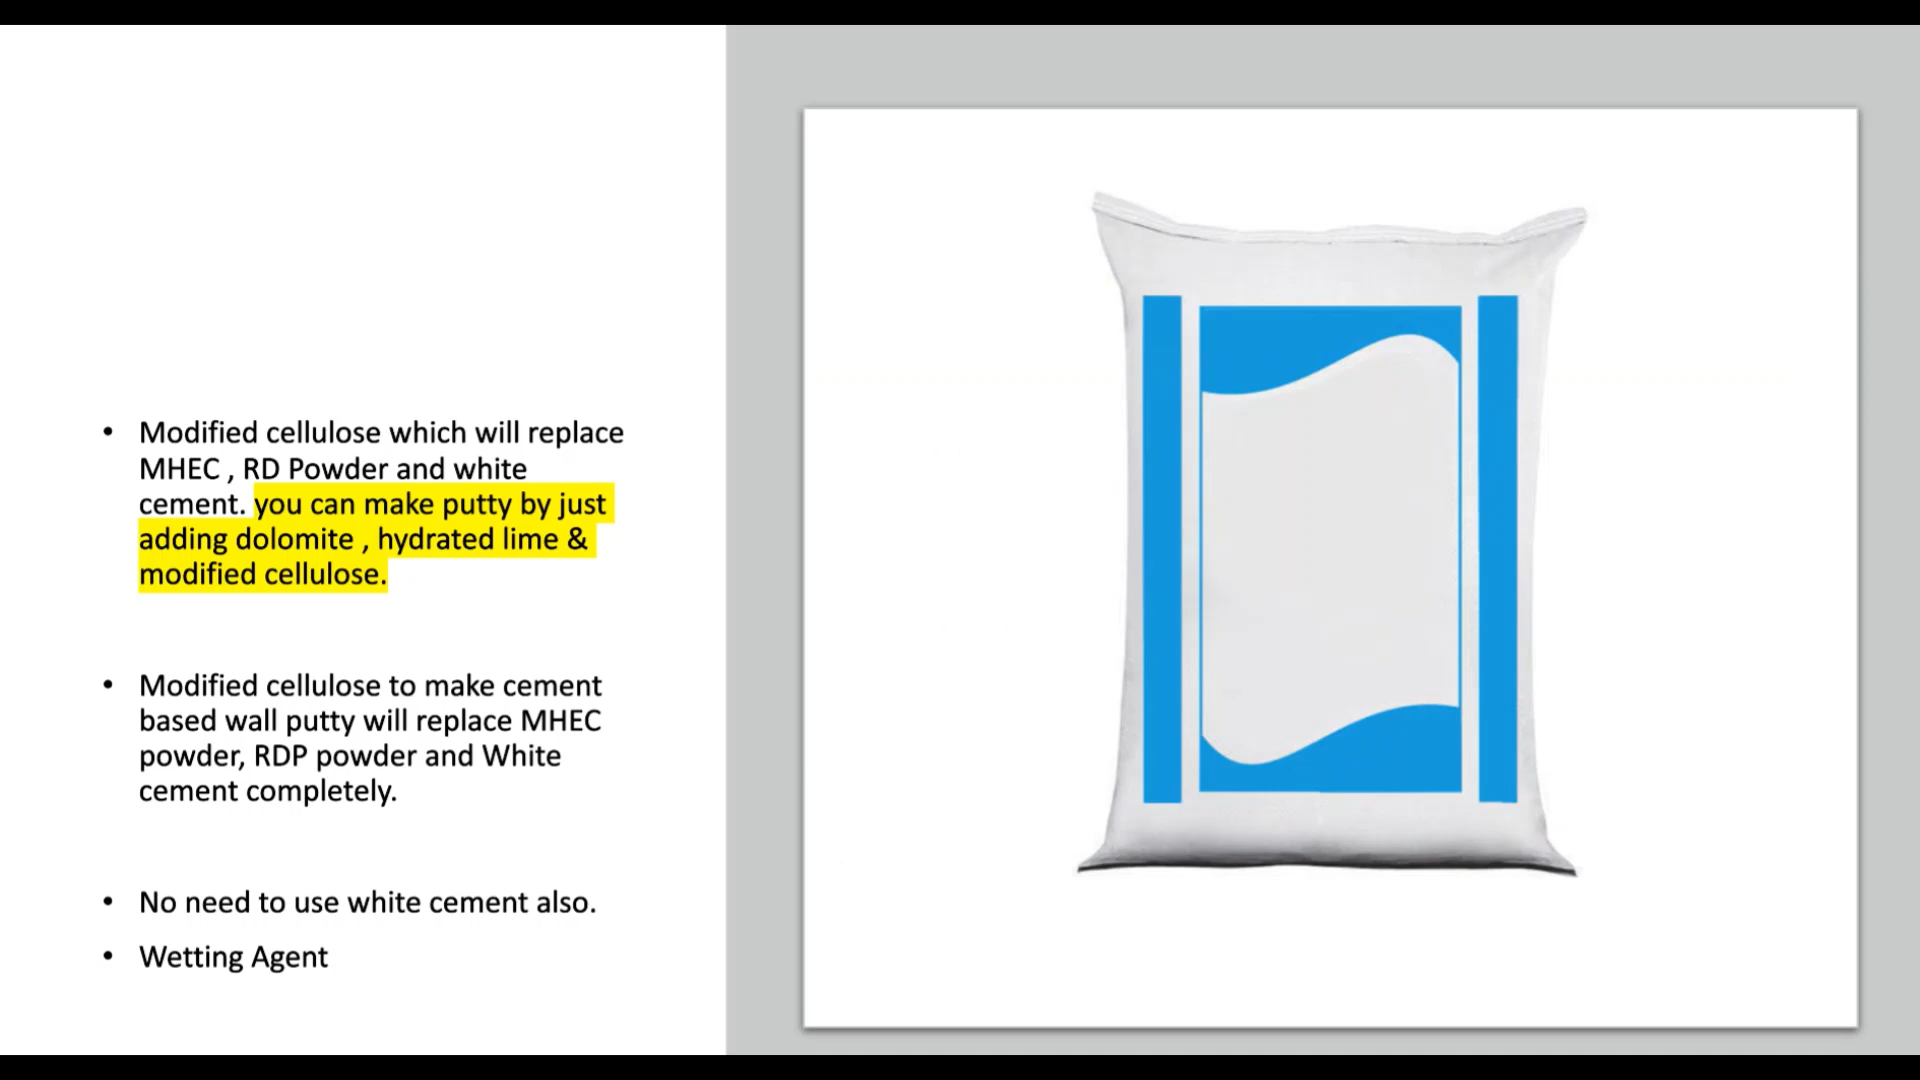 • Modified cellulose which will replace
MHEC , RD Powder and white
cement. you can make putty by just
adding dolomite , hydrated lime &
modified cellulose.
• Modified cellulose to make cement
based wall putty will replace MHEC
powder, RDP powder and White
cement completely.
• No need to use white cement also.
• Wetting Agent